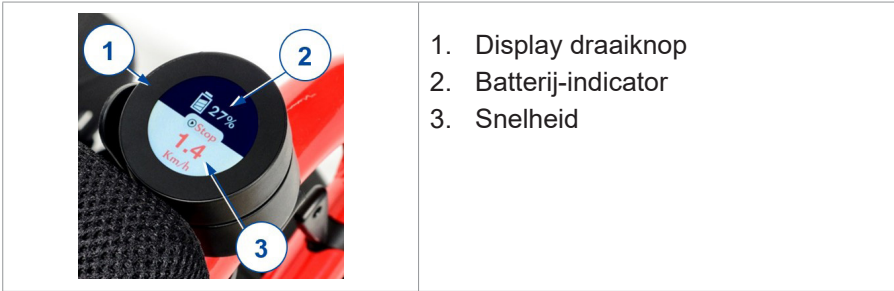 1
2
27%
Stop
1.4
Km/h
3
1. Display draaiknop
2. Batterij-indicator
3. Snelheid